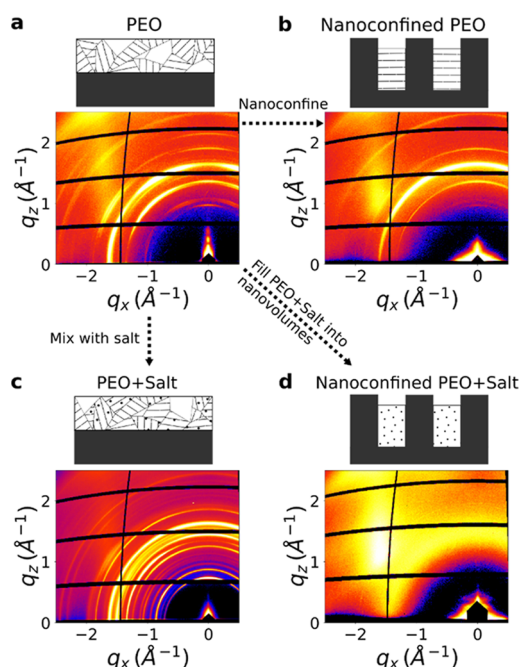 a PEO
b Nanoconfined PEO
Nanoconfine
2
1
0
qz (Å⁻¹)
−2 −1 0
qx (Å⁻¹)
2
1
0
qz (Å⁻¹)
−2 −1 0
qx (Å⁻¹)
Mix with salt
Fill PEO+Salt into
nanovolumes
c PEO+Salt
d Nanoconfined PEO+Salt
2
1
0
qz (Å⁻¹)
−2 −1 0
qx (Å⁻¹)
2
1
0
qz (Å⁻¹)
−2 −1 0
qx (Å⁻¹)